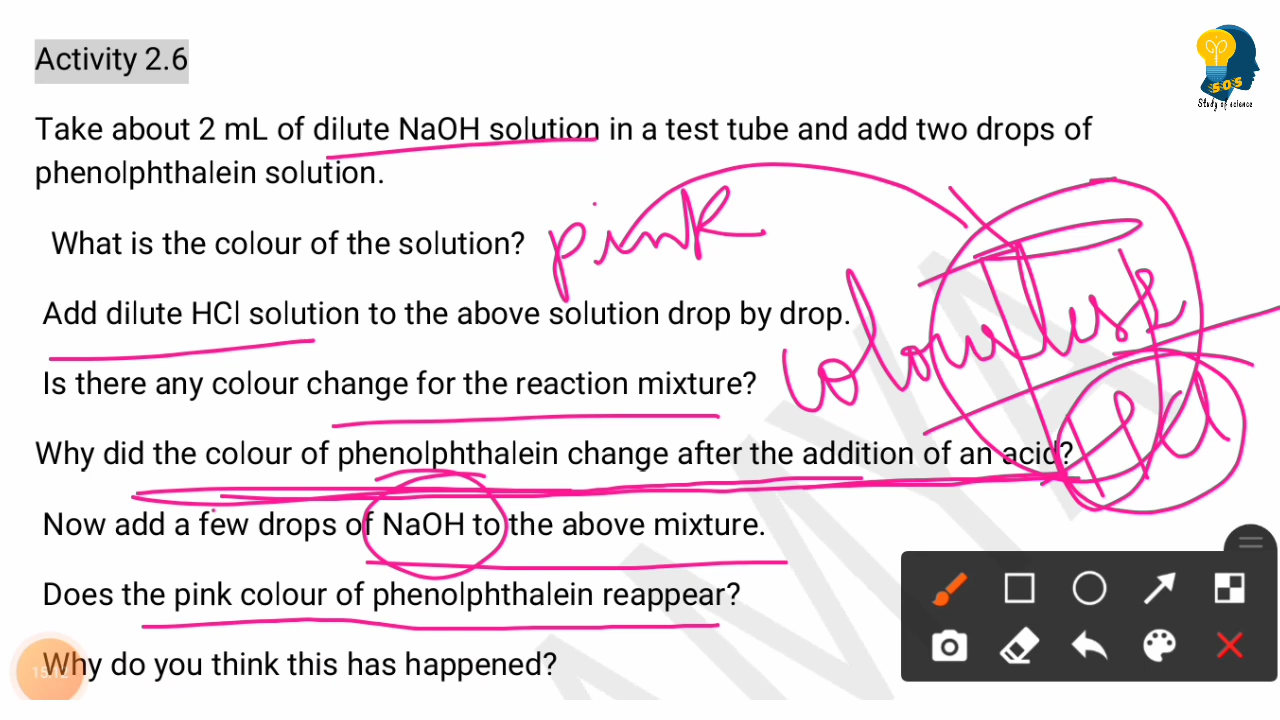 Activity 2.6
SOS
Study of science
Take about 2 mL of dilute NaOH solution in a test tube and add two drops of
phenolphthalein solution.
What is the colour of the solution? pink
Add dilute HCl solution to the above solution drop by drop.
colourless
Is there any colour change for the reaction mixture?
Why did the colour of phenolphthalein change after the addition of an acid?
Now add a few drops of NaOH to the above mixture.
Does the pink colour of phenolphthalein reappear?
Why do you think this has happened?
15:12